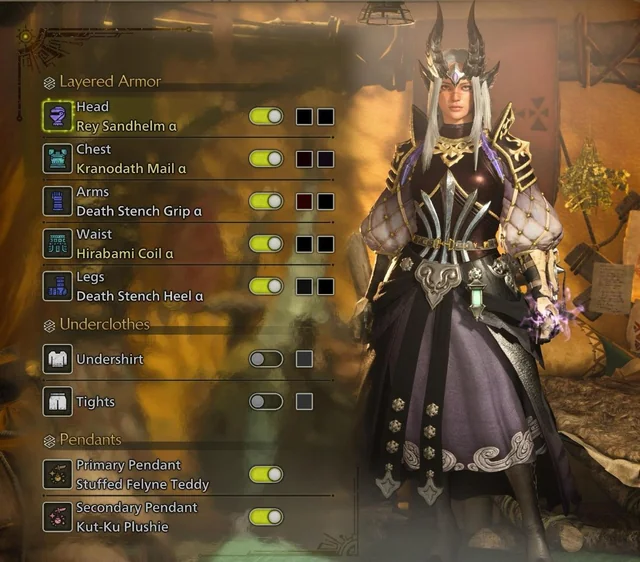 Layered Armor
Head
Rey Sandhelm α
Chest
Kranodath Mail α
Arms
Death Stench Grip α
Waist
Hirabami Coil α
Legs
Death Stench Heel α
Underclothes
Undershirt
Tights
Pendants
Primary Pendant
Stuffed Felyne Teddy
Secondary Pendant
Kut-Ku Plushie